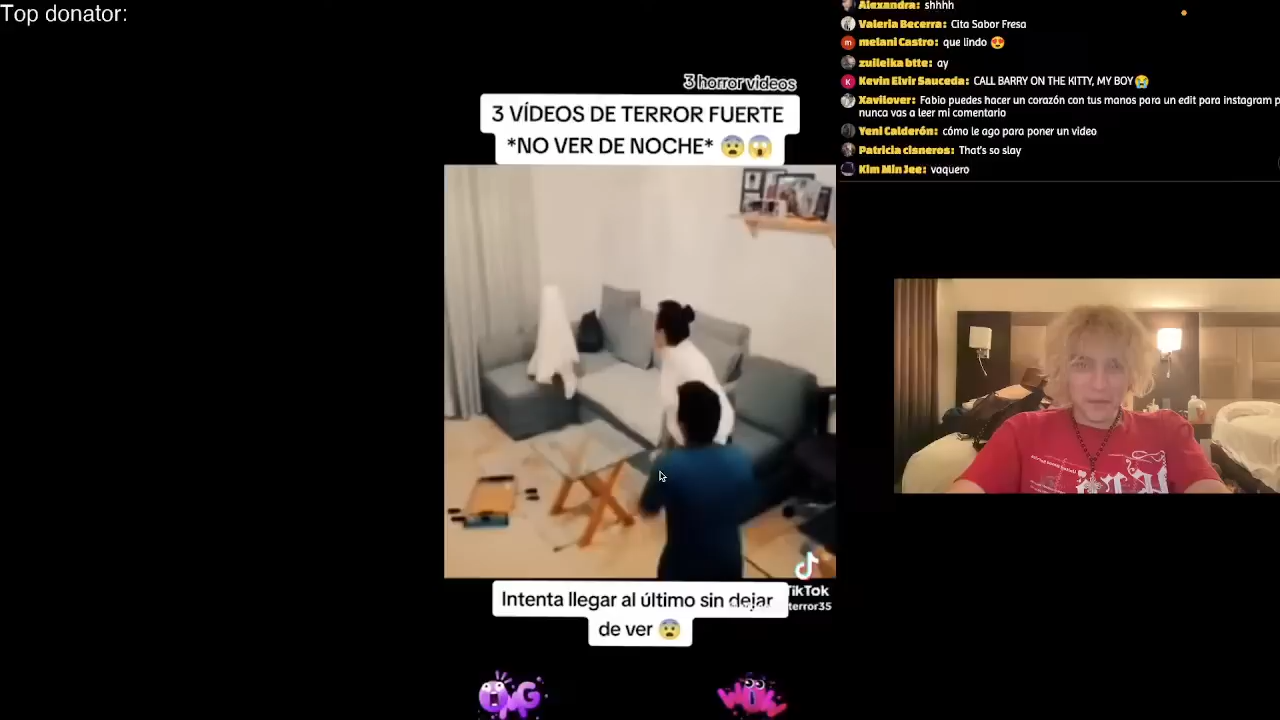 Top donator:
3 horror videos
3 VÍDEOS DE TERROR FUERTE
*NO VER DE NOCHE* 😨😱
TikTok
terror35
Intenta llegar al último sin dejar
de ver 😨
OMG
WOW
Alexandra: shhhh
Valeria Becerra: Cita Sabor Fresa
melani Castro: que lindo 😍
zuileika btte: ay
Kevin Elvir Sauceda: CALL BARRY ON THE KITTY, MY BOY😭
Xavilover: Fabio puedes hacer un corazón con tus manos para un edit para instagram p
nunca vas a leer mi comentario
Yeni Calderón: cómo le ago para poner un video
Patricia cisneros: That's so slay
Kim Min Jee: vaquero